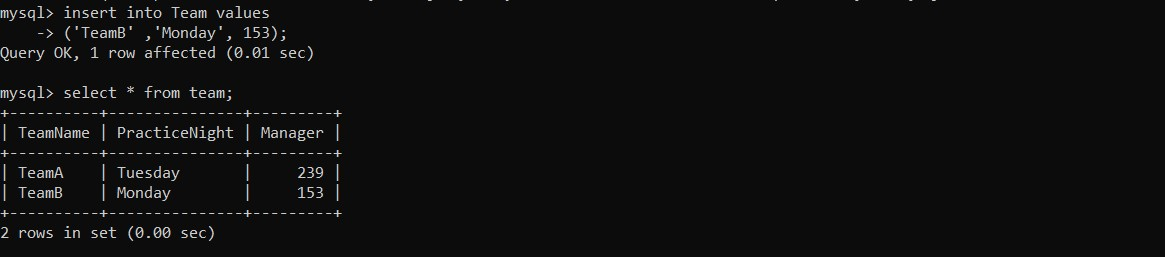 mysql> insert into Team values
    -> ('TeamB' ,'Monday', 153);
Query OK, 1 row affected (0.01 sec)

mysql> select * from team;
+----------+---------------+---------+
| TeamName | PracticeNight | Manager |
+----------+---------------+---------+
| TeamA    | Tuesday       |     239 |
| TeamB    | Monday        |     153 |
+----------+---------------+---------+
2 rows in set (0.00 sec)